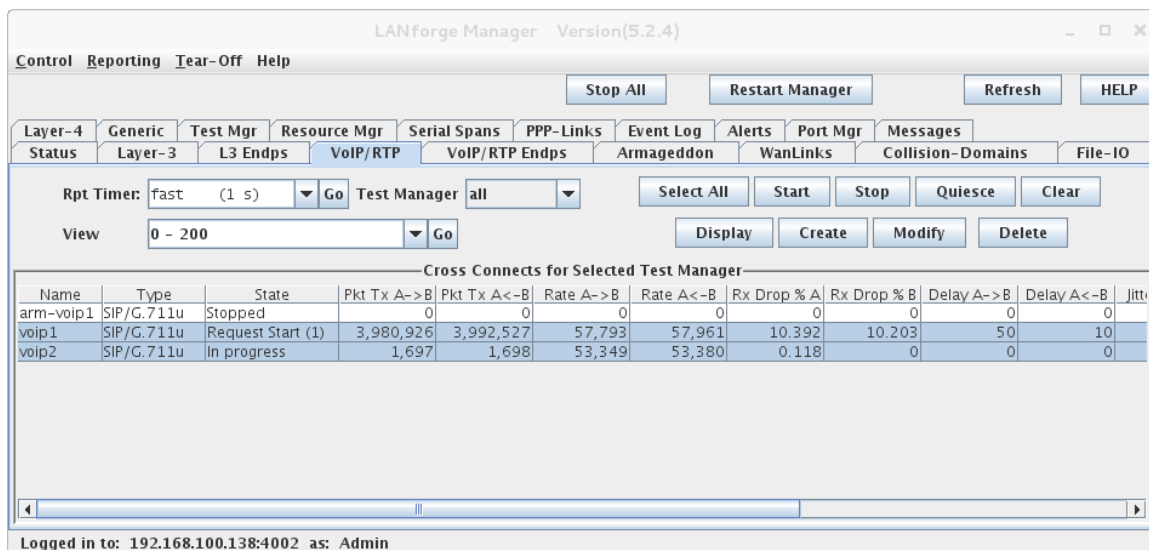 LANforge Manager   Version(5.2.4)
Control Reporting Tear-Off Help
Stop All Restart Manager Refresh HELP
Layer-4 Generic Test Mgr Resource Mgr Serial Spans PPP-Links Event Log Alerts Port Mgr Messages
Status Layer-3 L3 Endps VoIP/RTP VoIP/RTP Endps Armageddon WanLinks Collision-Domains File-IO
Rpt Timer: fast (1 s) Go Test Manager all Select All Start Stop Quiesce Clear
View 0 - 200 Go Display Create Modify Delete
Cross Connects for Selected Test Manager
Name Type State Pkt Tx A->B Pkt Tx A<-B Rate A->B Rate A<-B Rx Drop % A Rx Drop % B Delay A->B Delay A<-B Jitt
arm-voip1 SIP/G.711u Stopped 0 0 0 0 0 0 0 0
voip1 SIP/G.711u Request Start (1) 3,980,926 3,992,527 57,793 57,961 10.392 10.203 50 10
voip2 SIP/G.711u In progress 1,697 1,698 53,349 53,380 0.118 0 0 0
Logged in to: 192.168.100.138:4002 as: Admin